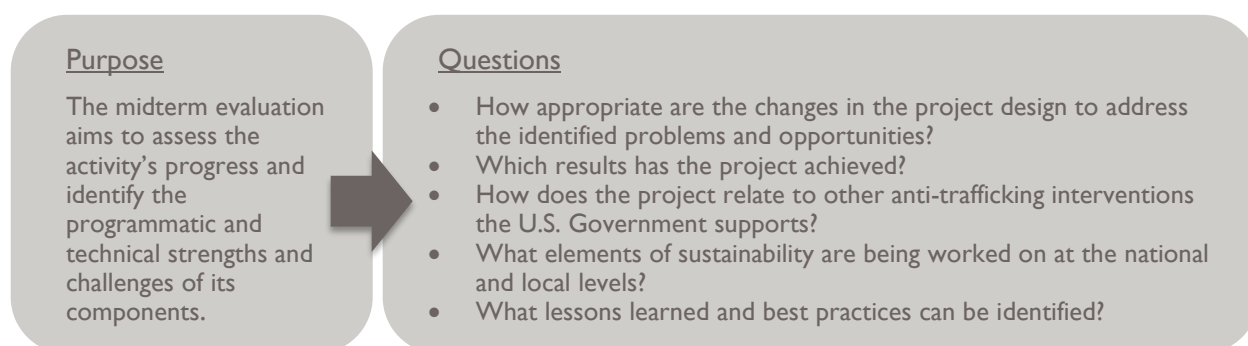 Purpose
The midterm evaluation
aims to assess the
activity's progress and
identify the
programmatic and
technical strengths and
challenges of its
components.
Questions
• How appropriate are the changes in the project design to address
the identified problems and opportunities?
• Which results has the project achieved?
• How does the project relate to other anti-trafficking interventions
the U.S. Government supports?
• What elements of sustainability are being worked on at the national
and local levels?
• What lessons learned and best practices can be identified?